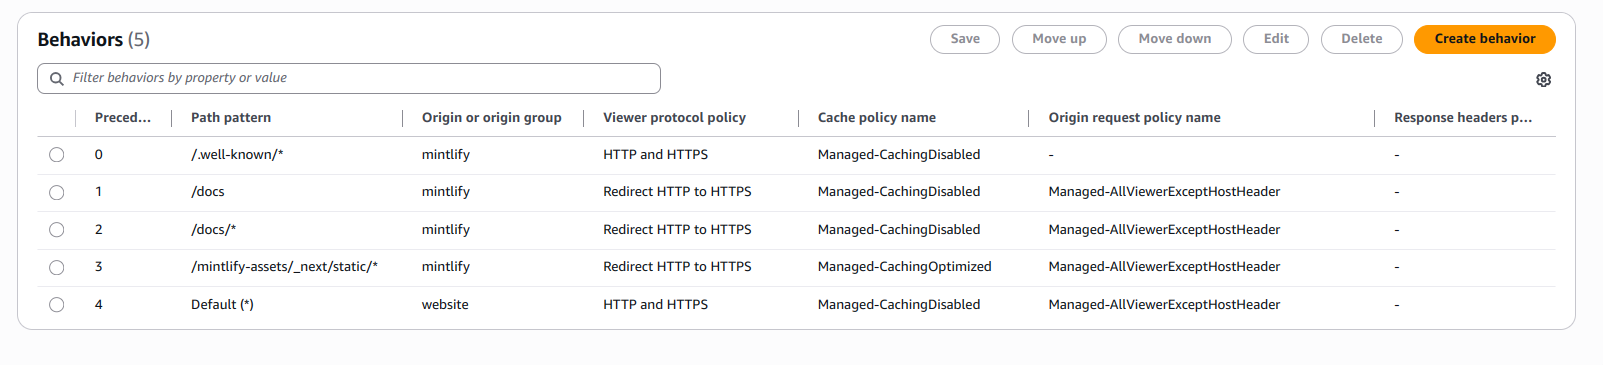 Behaviors (5) Save Move up Move down Edit Delete Create behavior
Filter behaviors by property or value
Preced... Path pattern Origin or origin group Viewer protocol policy Cache policy name Origin request policy name Response headers p...
0 /.well-known/* mintlify HTTP and HTTPS Managed-CachingDisabled - -
1 /docs mintlify Redirect HTTP to HTTPS Managed-CachingDisabled Managed-AllViewerExceptHostHeader -
2 /docs/* mintlify Redirect HTTP to HTTPS Managed-CachingDisabled Managed-AllViewerExceptHostHeader -
3 /mintlify-assets/_next/static/* mintlify Redirect HTTP to HTTPS Managed-CachingOptimized Managed-AllViewerExceptHostHeader -
4 Default (*) website HTTP and HTTPS Managed-CachingDisabled Managed-AllViewerExceptHostHeader -